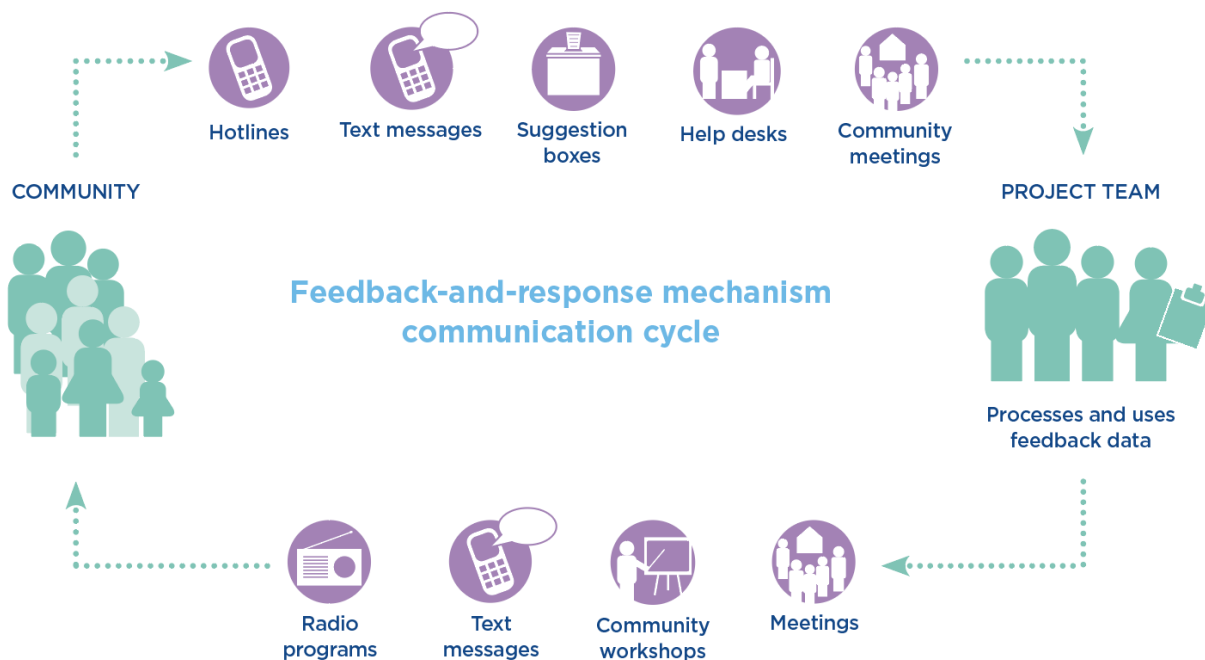 Hotlines
Text messages
Suggestion
boxes
Help desks
Community
meetings
COMMUNITY
PROJECT TEAM
Feedback-and-response mechanism
communication cycle
Processes and uses
feedback data
Radio
programs
Text
messages
Community
workshops
Meetings